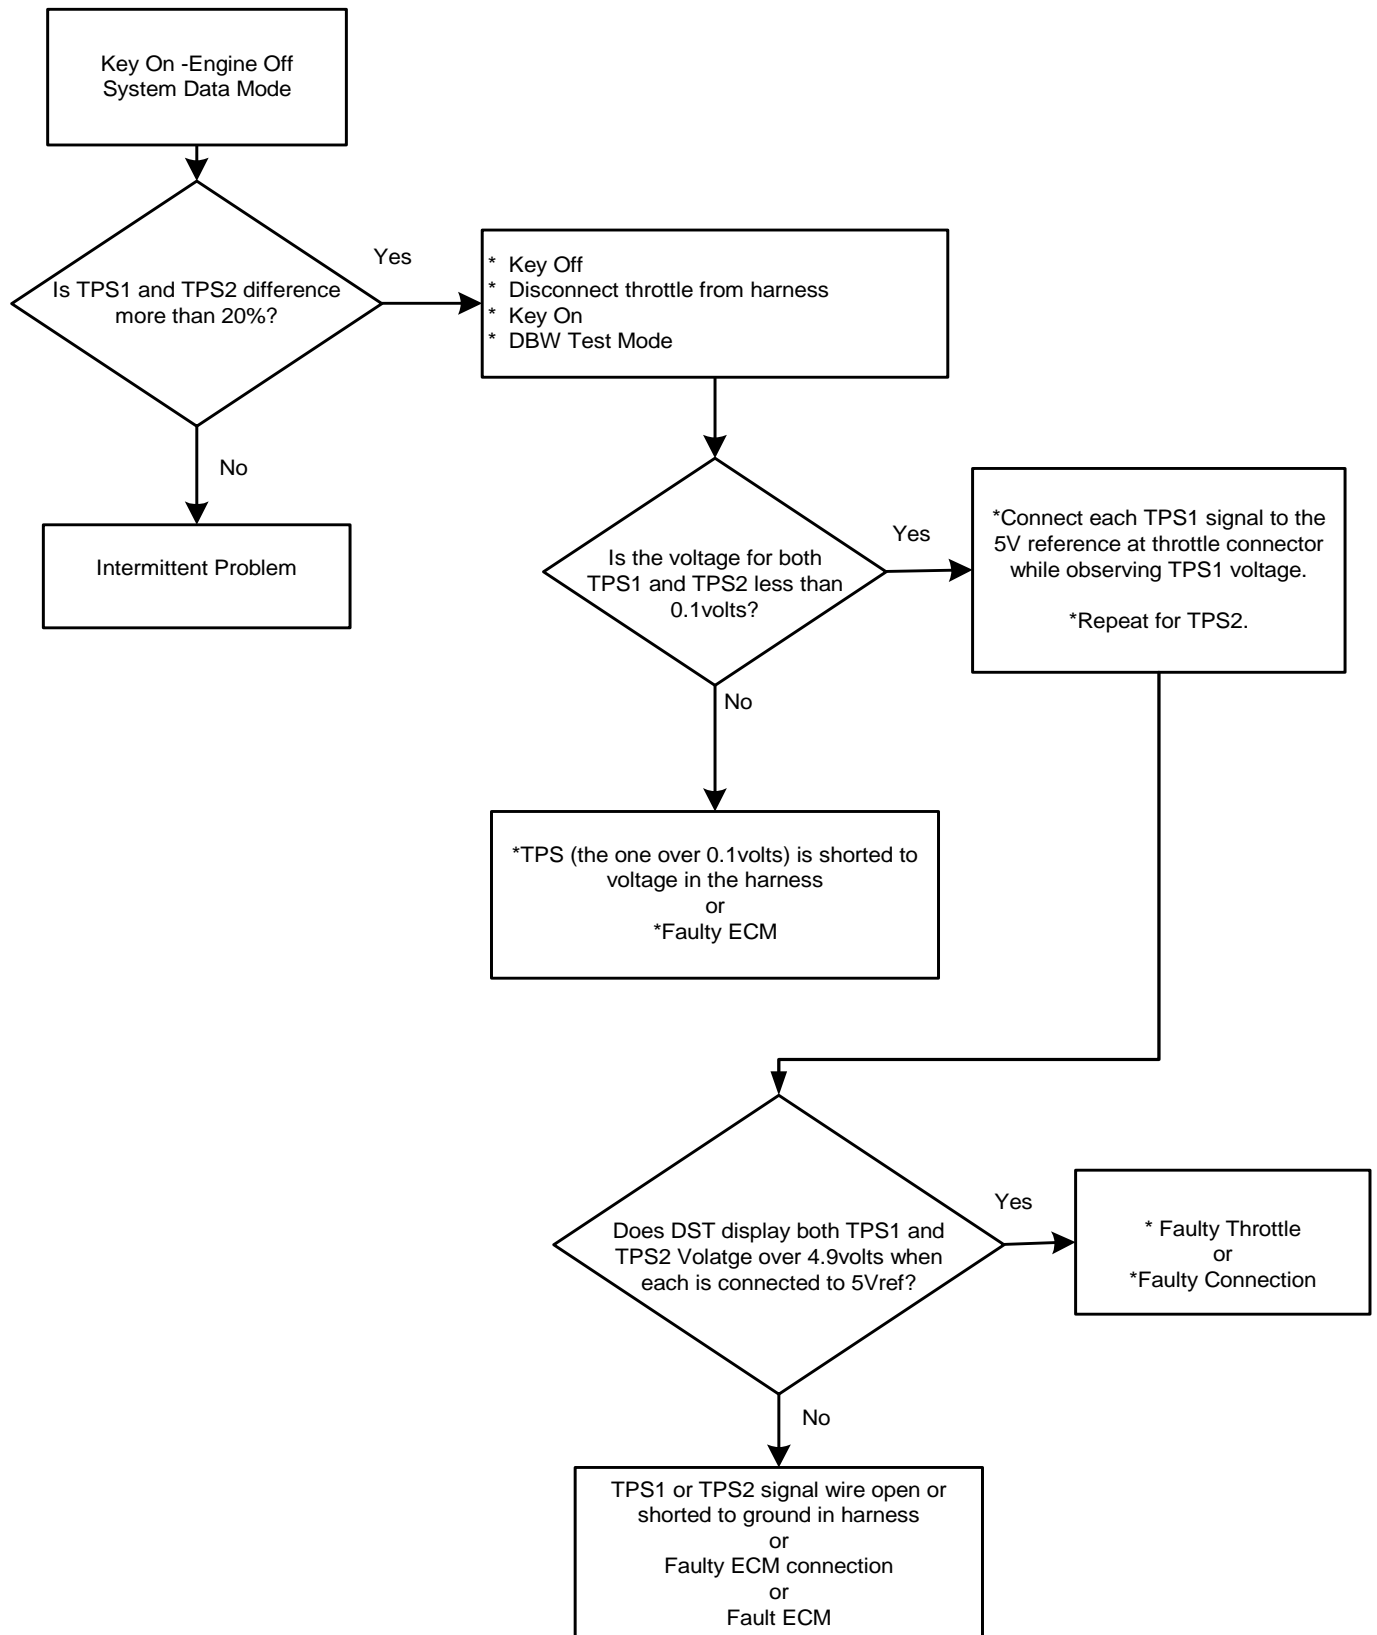 Key On -Engine Off
System Data Mode
Is TPS1 and TPS2 difference
more than 20%?
Yes
* Key Off
* Disconnect throttle from harness
* Key On
* DBW Test Mode
No
Intermittent Problem
Is the voltage for both
TPS1 and TPS2 less than
0.1volts?
Yes
*Connect each TPS1 signal to the
5V reference at throttle connector
while observing TPS1 voltage.
*Repeat for TPS2.
No
*TPS (the one over 0.1volts) is shorted to
voltage in the harness
or
*Faulty ECM
Does DST display both TPS1 and
TPS2 Volatge over 4.9volts when
each is connected to 5Vref?
Yes
* Faulty Throttle
or
*Faulty Connection
No
TPS1 or TPS2 signal wire open or
shorted to ground in harness
or
Faulty ECM connection
or
Fault ECM